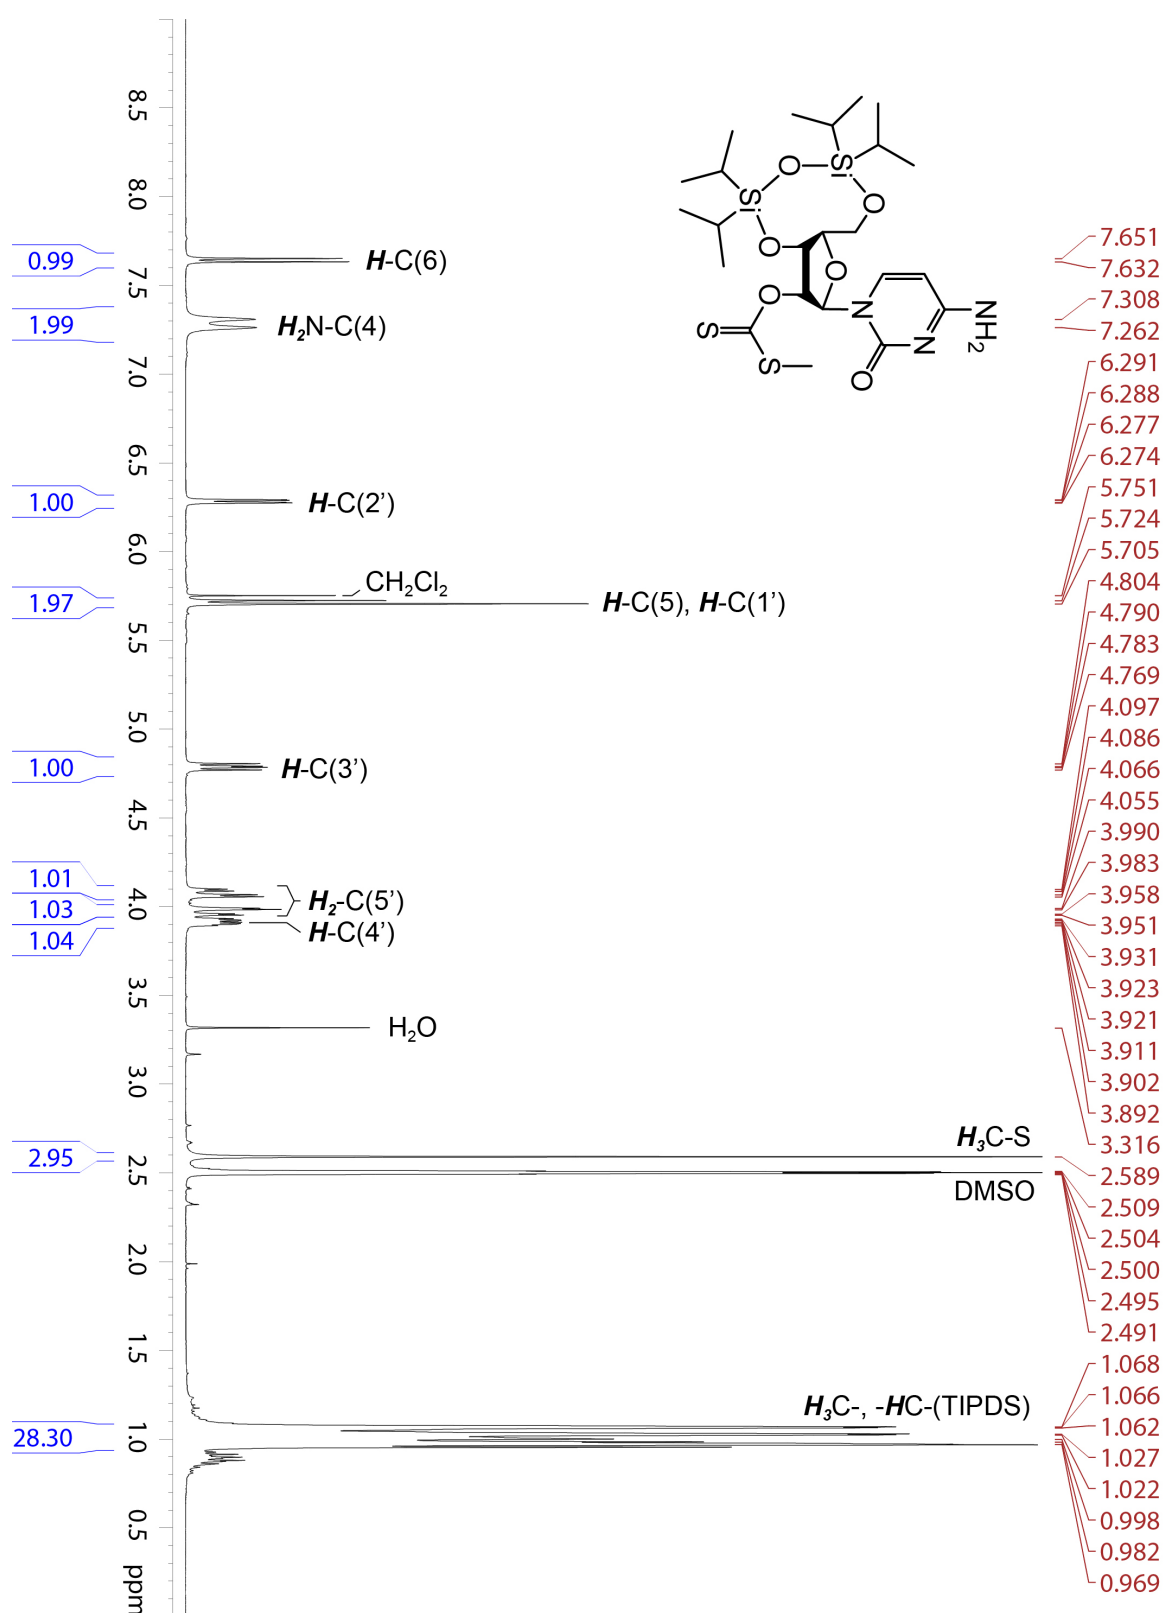 8.5
8.0
7.5
7.0
6.5
6.0
5.5
5.0
4.5
4.0
3.5
3.0
2.5
2.0
1.5
1.0
0.5
ppm
0.99
1.99
1.00
1.97
1.00
1.01
1.03
1.04
2.95
28.30
H-C(6)
H2N-C(4)
H-C(2’)
CH2Cl2
H-C(5), H-C(1’)
H-C(3’)
H2-C(5’)
H-C(4’)
H2O
H3C-S
DMSO
H3C-, -HC-(TIPDS)
Si
O
Si
O
O
O
O
S
S
N
N
O
NH2
7.651
7.632
7.308
7.262
6.291
6.288
6.277
6.274
5.751
5.724
5.705
4.804
4.790
4.783
4.769
4.097
4.086
4.066
4.055
3.990
3.983
3.958
3.951
3.931
3.923
3.921
3.911
3.902
3.892
3.316
2.589
2.509
2.504
2.500
2.495
2.491
1.068
1.066
1.062
1.027
1.022
0.998
0.982
0.969